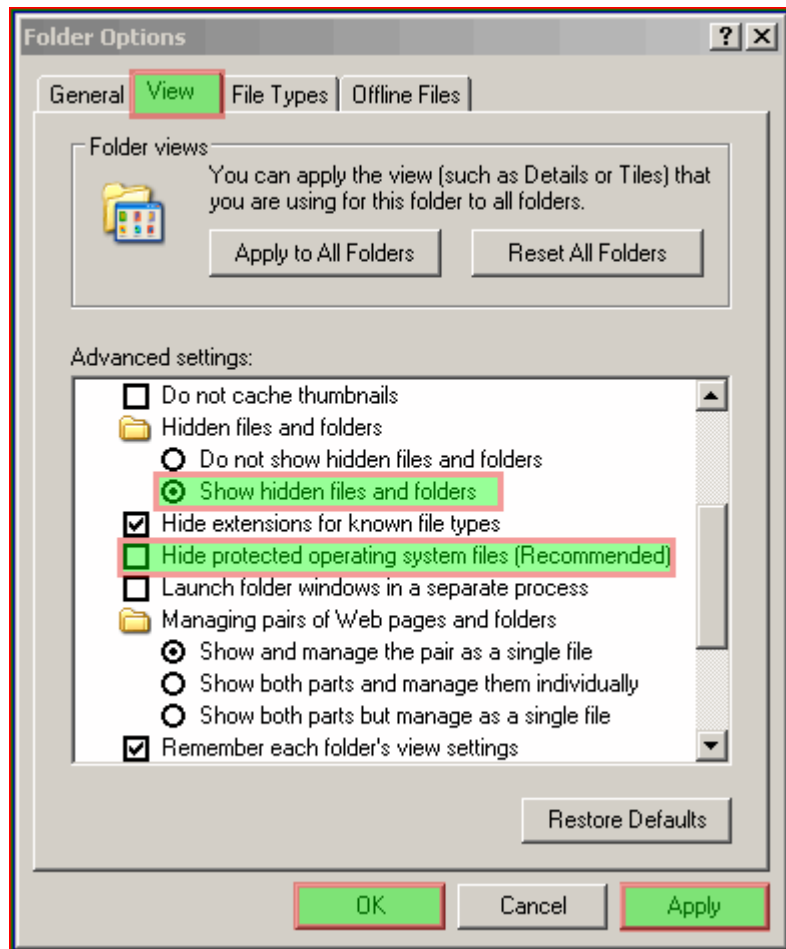 Folder Options
General View File Types Offline Files
Folder views
You can apply the view (such as Details or Tiles) that
you are using for this folder to all folders.
Apply to All Folders Reset All Folders
Advanced settings:
Do not cache thumbnails
Hidden files and folders
Do not show hidden files and folders
Show hidden files and folders
Hide extensions for known file types
Hide protected operating system files (Recommended)
Launch folder windows in a separate process
Managing pairs of Web pages and folders
Show and manage the pair as a single file
Show both parts and manage them individually
Show both parts but manage as a single file
Remember each folder's view settings
Restore Defaults
OK Cancel Apply